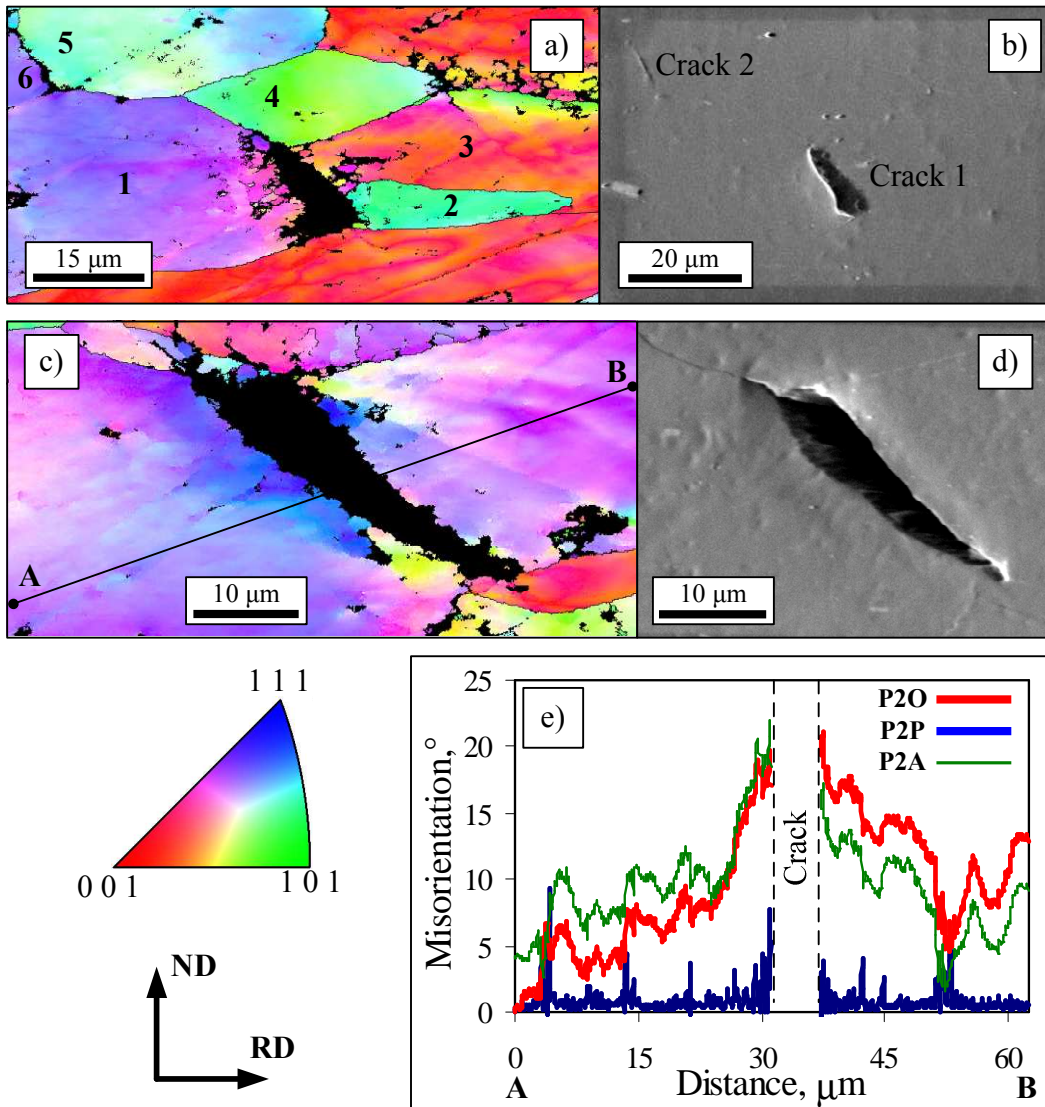 a)
5
6
4
3
1
2
15 μm
b)
Crack 2
Crack 1
20 μm
c)
B
A
10 μm
d)
10 μm
1 1 1
0 0 1
1 0 1
ND
RD
e)
P2O
P2P
P2A
Misorientation,°
25
20
15
10
5
0
Crack
0 15 30 45 60
A Distance, μm B